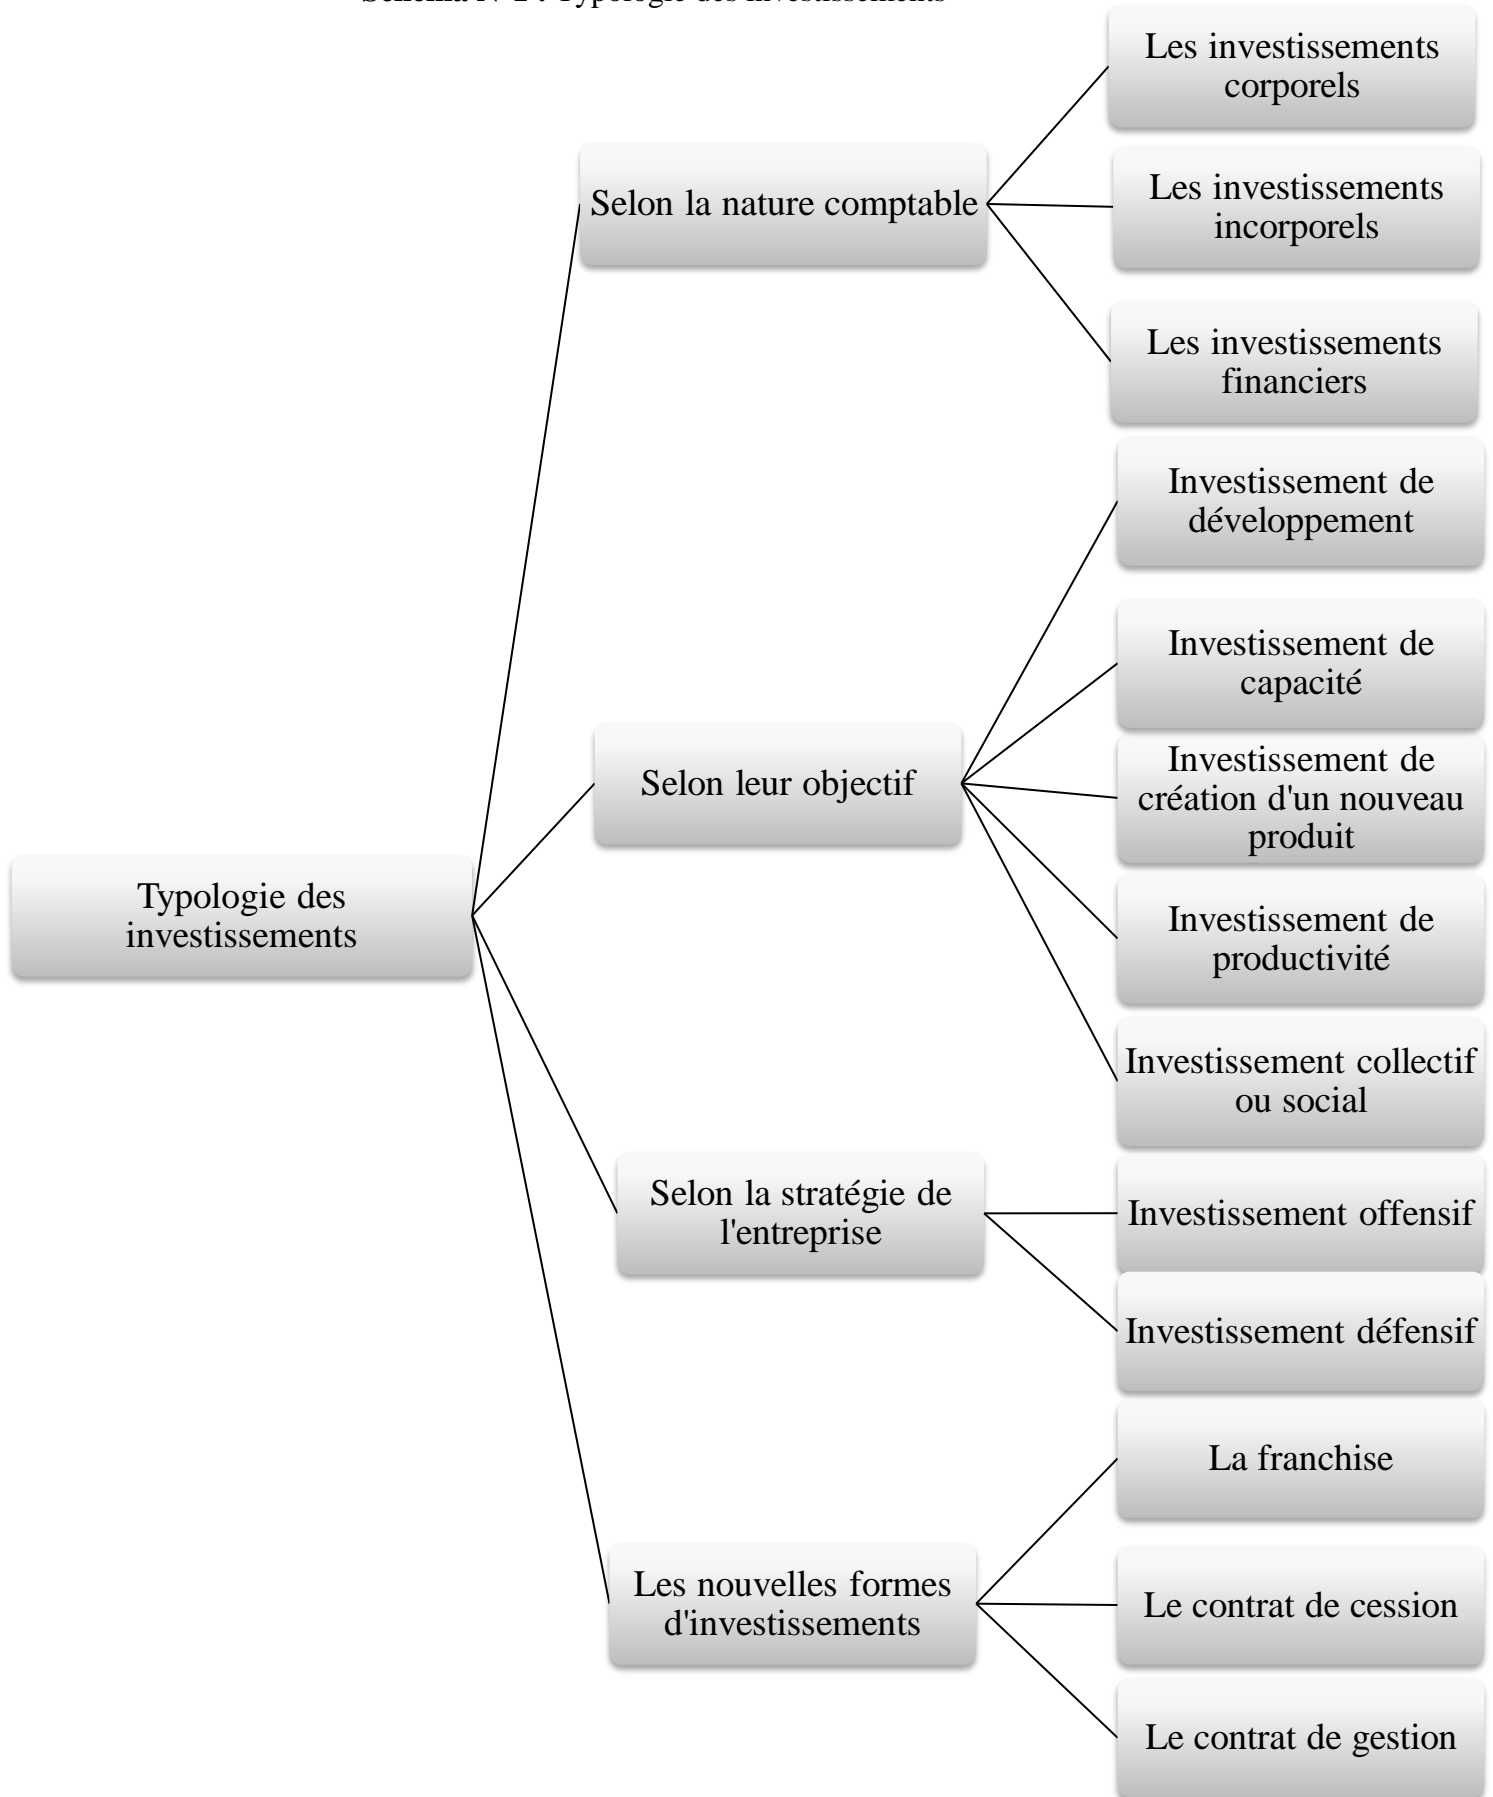 Typologie des investissements
Les investissements
corporels
Selon la nature comptable
Les investissements
incorporels
Les investissements
financiers
Investissement de
développement
Investissement de
capacité
Selon leur objectif
Investissement de
création d'un nouveau
produit
Typologie des
investissements
Investissement de
productivité
Investissement collectif
ou social
Selon la stratégie de
l'entreprise
Investissement offensif
Investissement défensif
La franchise
Les nouvelles formes
d'investissements
Le contrat de cession
Le contrat de gestion